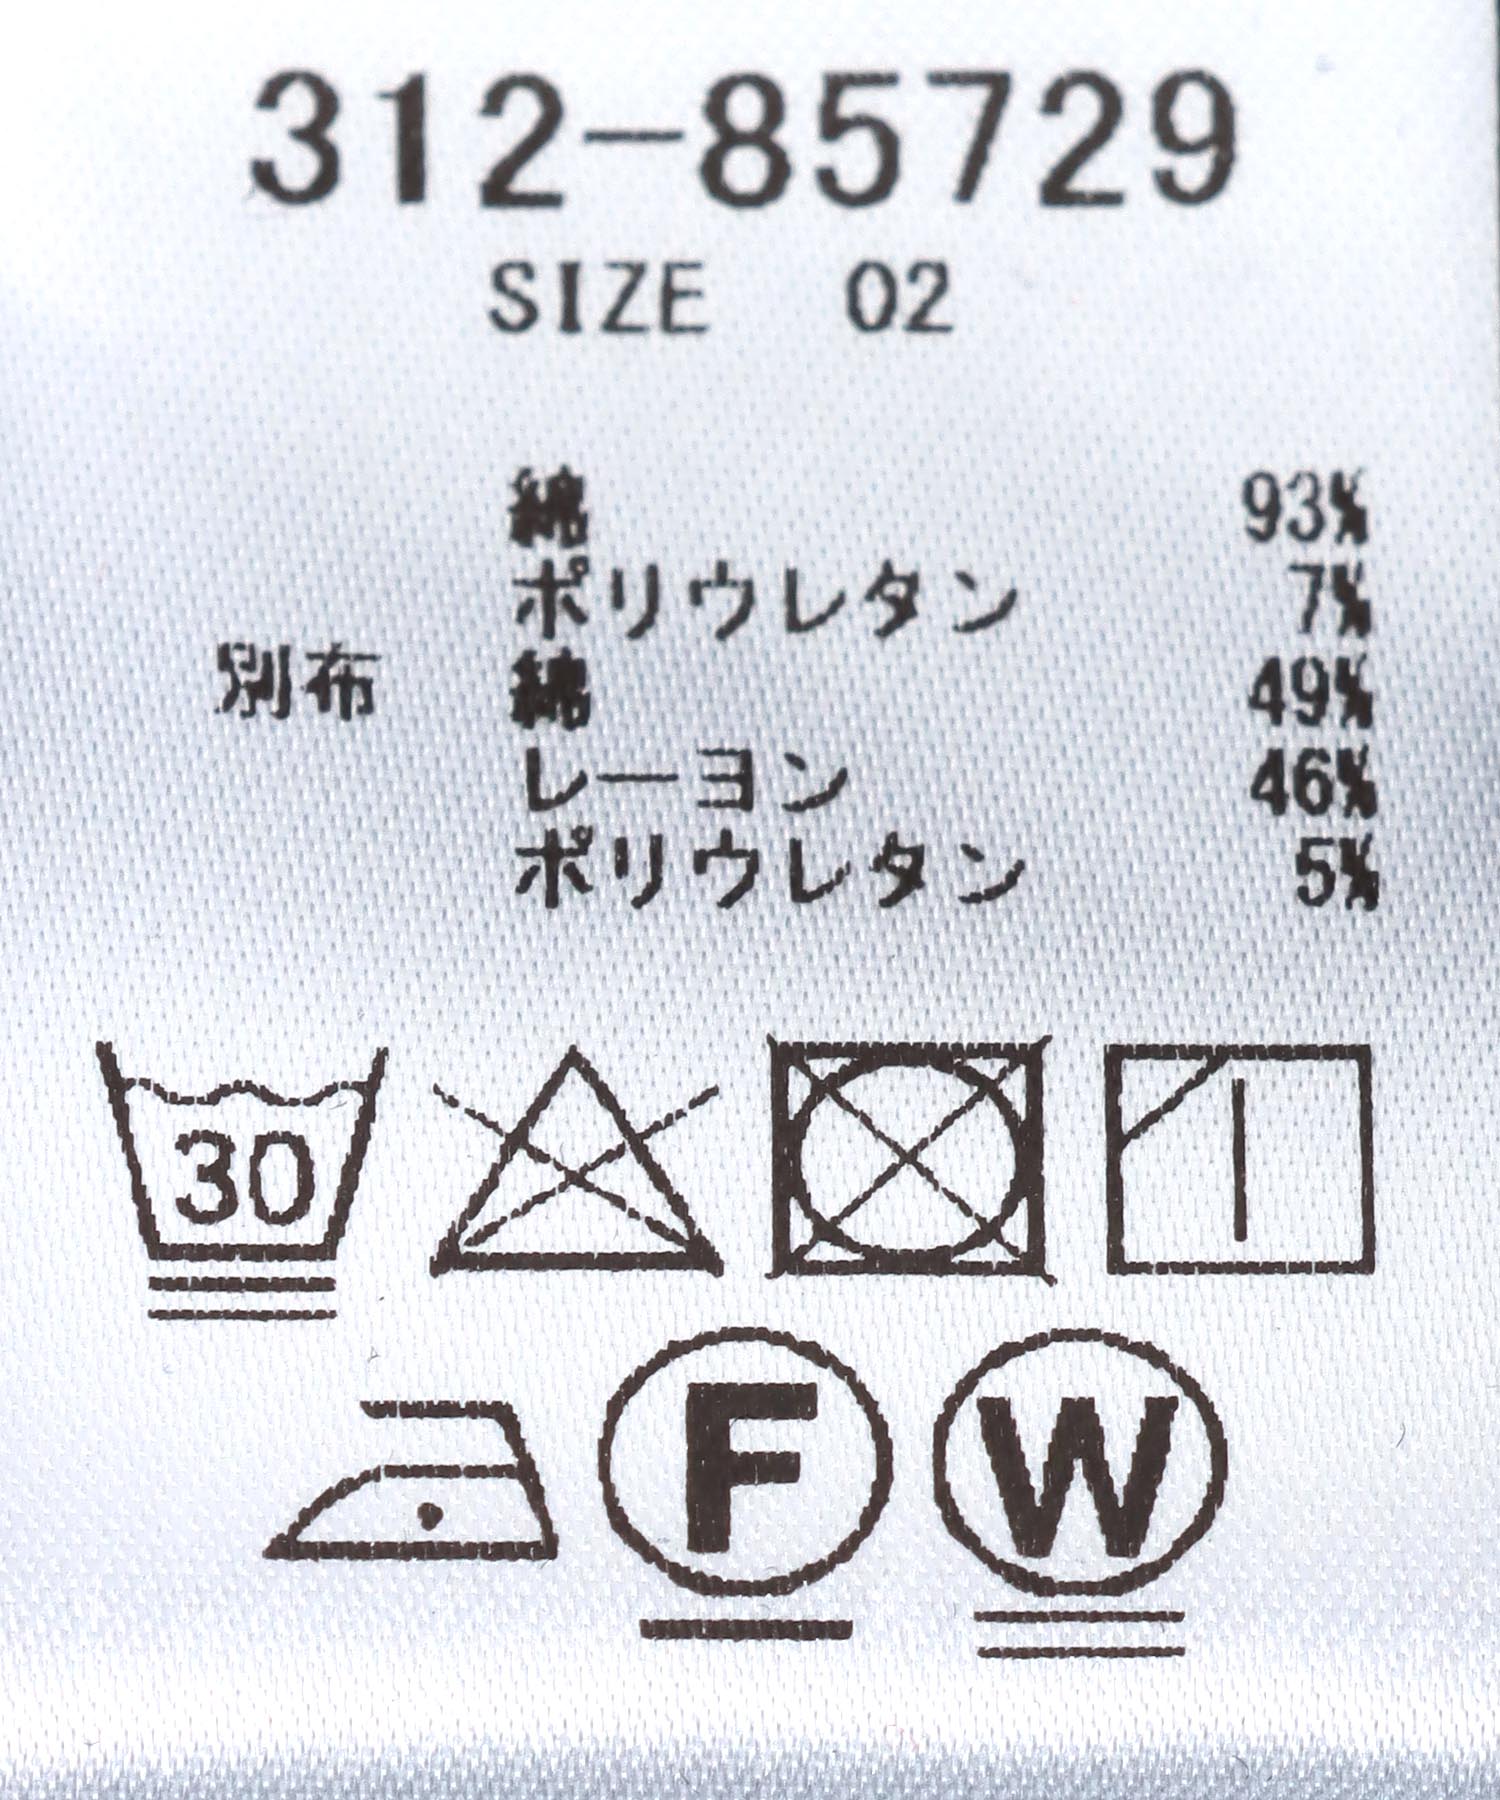 312-85729
SIZE 02
綿 93%
ポリウレタン 7%
別布 綿 49%
レーヨン 46%
ポリウレタン 5%
30
F W